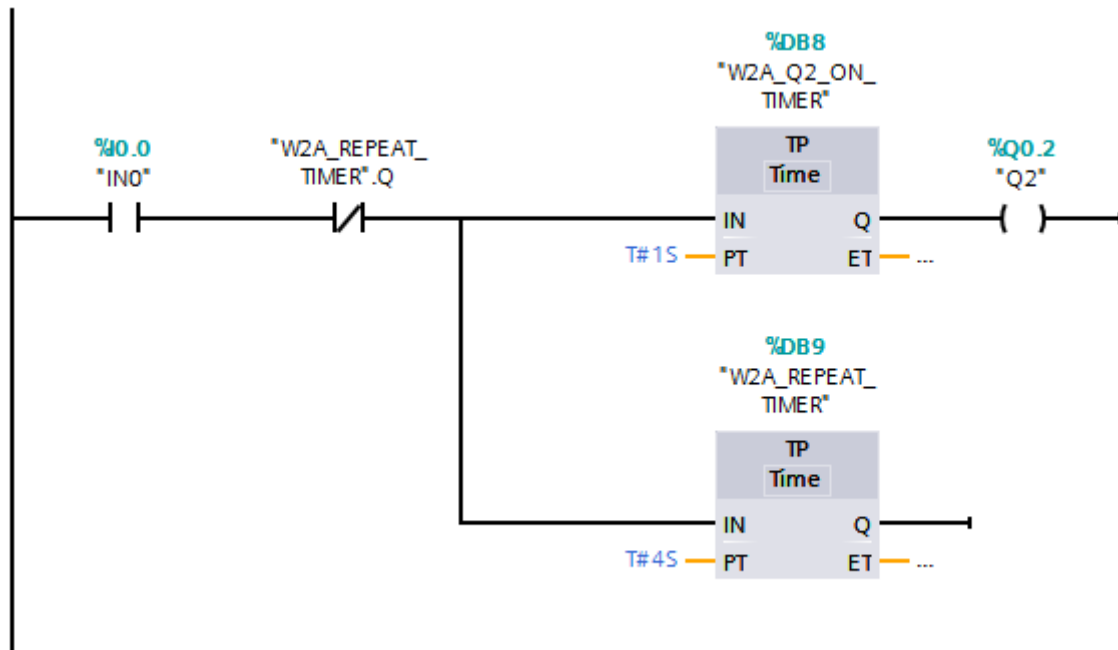 %DB8
"W2A_Q2_ON_
TIMER"
%I0.0
"IN0"
"W2A_REPEAT_
TIMER".Q
TP
Time
%Q0.2
"Q2"
IN
Q
T#1S
PT
ET
...
%DB9
"W2A_REPEAT_
TIMER"
TP
Time
IN
Q
T#4S
PT
ET
...